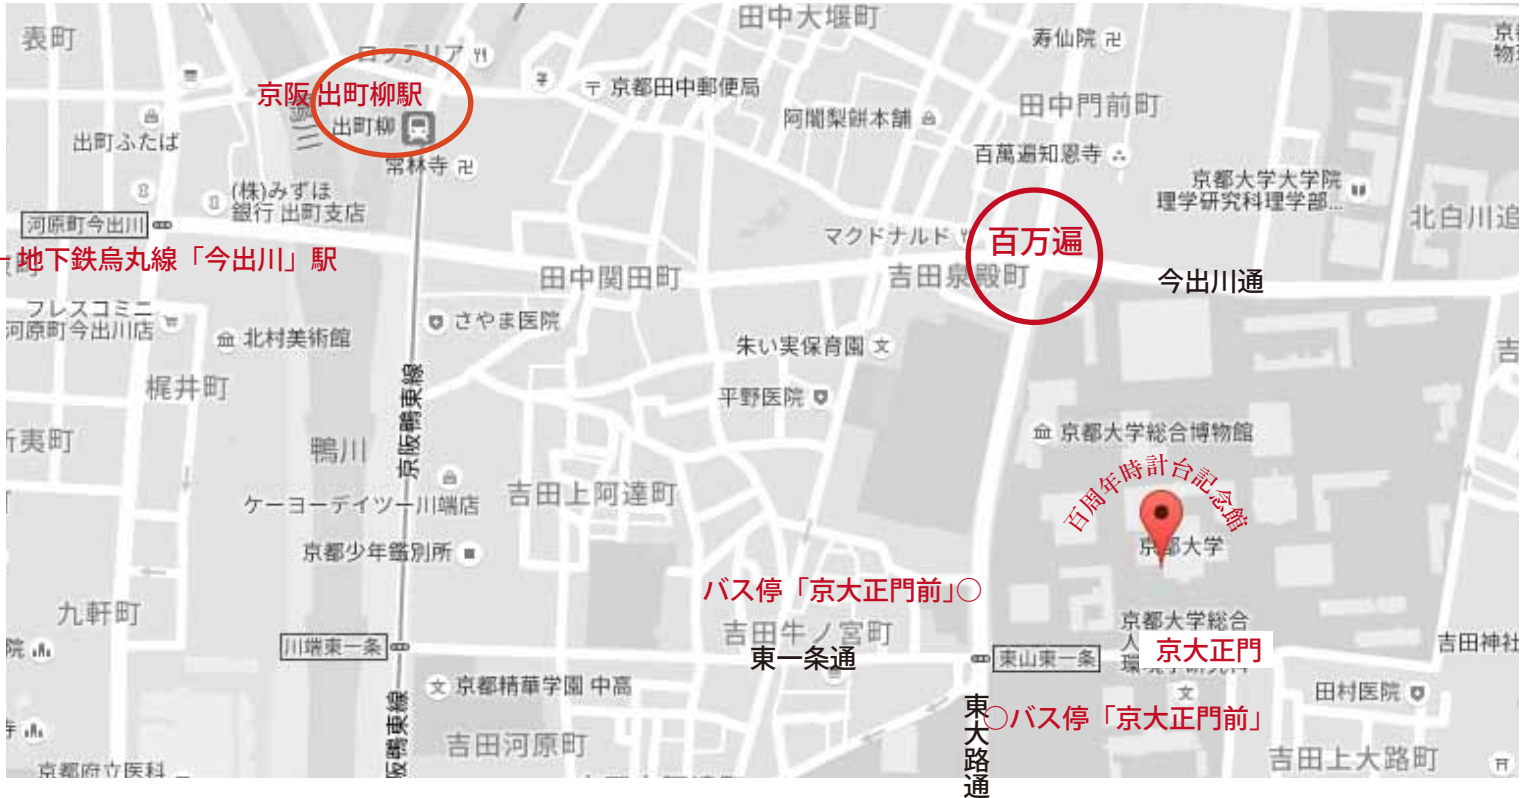 表町
ロッテリア
田中大堰町
寿仙院
京阪 出町柳駅
鴨川
出町柳
京都田中郵便局
阿闍梨餅本舗
田中門前町
出町ふたば
常林寺
百萬遍知恩寺
(株)みずほ
銀行 出町支店
京都大学大学院
理学研究科理学部...
河原町今出川
マクドナルド
百万遍
北白川追
地下鉄烏丸線「今出川」駅
田中関田町
吉田泉殿町
今出川通
フレスコミニ
河原町今出川店
北村美術館
さやま医院
朱い実保育園
文
吉
梶井町
平野医院
京阪鴨東線
京都大学総合博物館
鴨川
百周年時計台記念館
ケーヨーデイツー川端店
吉田上阿達町
京都少年鑑別所
京都大学
バス停「京大正門前」○
九軒町
吉田牛ノ宮町
京都大学総合
京大正門
川端東一条
東一条通
東山東一条
吉田神社
文 京都精華学園 中高
文
田村医院
東大路通
○バス停「京大正門前」
吉田河原町
吉田上大路町
京都府立医科